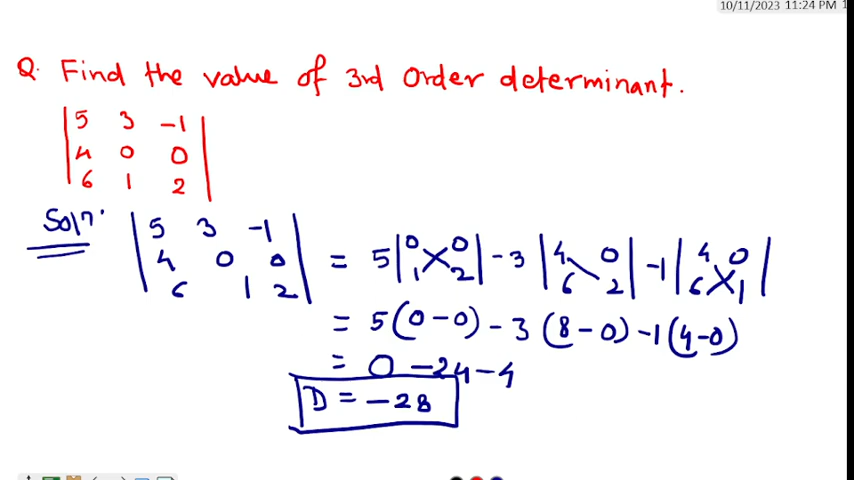 10/11/2023 11:24 PM
Q. Find the value of 3rd Order determinant.
| 5 3 -1 |
| 4 0 0 |
| 6 1 2 |
Soln:
| 5 3 -1 |
| 4 0 0 |
| 6 1 2 |
= 5 |0 0; 1 2| - 3 |4 0; 6 2| -1 |4 0; 6 1|
= 5(0-0) - 3(8-0) -1(4-0)
= 0 -24-4
D = -28